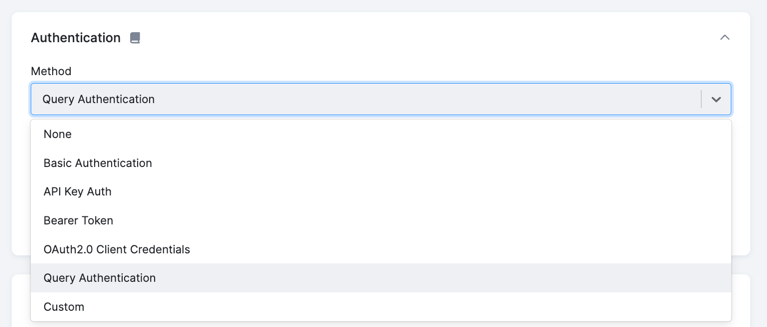 Authentication
Method
Query Authentication
None
Basic Authentication
API Key Auth
Bearer Token
OAuth2.0 Client Credentials
Query Authentication
Custom